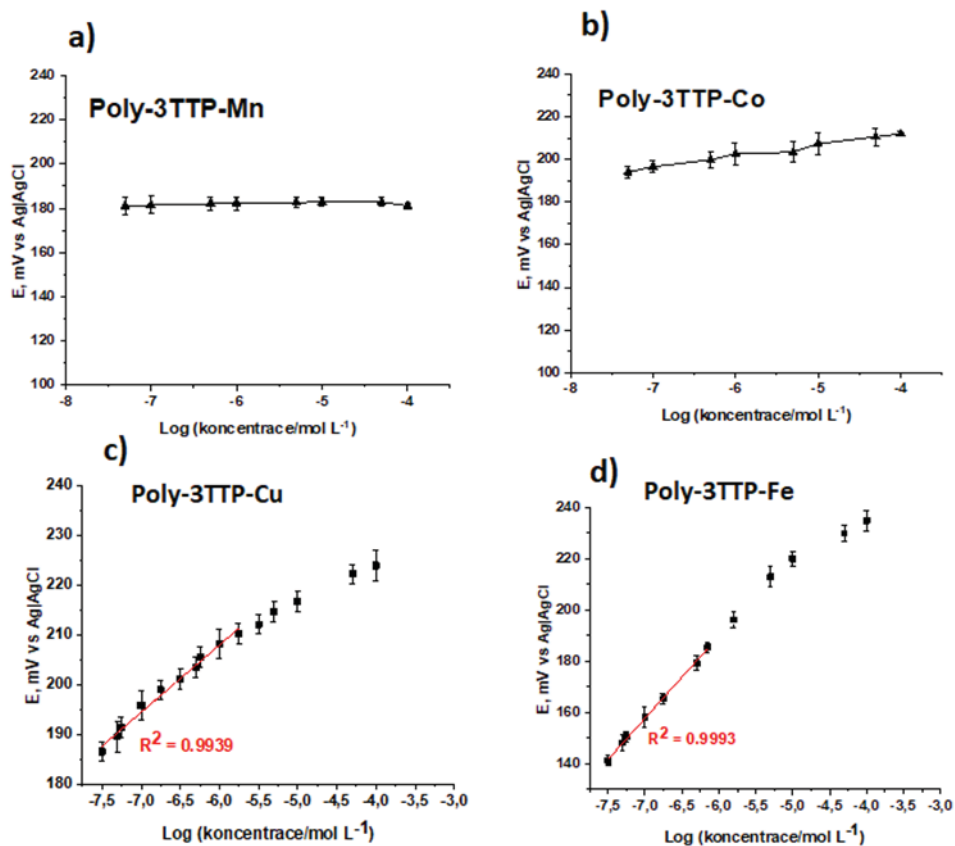 a)
Poly-3TTP-Mn
E, mV vs Ag|AgCl
240
220
200
180
160
140
120
100
-8 -7 -6 -5 -4
Log (koncentrace/mol L⁻¹)
b)
Poly-3TTP-Co
E, mV vs Ag|AgCl
240
220
200
180
160
140
120
100
-8 -7 -6 -5 -4
Log (koncentrace/mol L⁻¹)
c)
Poly-3TTP-Cu
E, mV vs Ag|AgCl
240
230
220
210
200
190
180
R² = 0.9939
-7,5 -7,0 -6,5 -6,0 -5,5 -5,0 -4,5 -4,0 -3,5 -3,0
Log (koncentrace/mol L⁻¹)
d)
Poly-3TTP-Fe
E, mV vs Ag|AgCl
240
220
200
180
160
140
R² = 0.9993
-7,5 -7,0 -6,5 -6,0 -5,5 -5,0 -4,5 -4,0 -3,5 -3,0
Log (koncentrace/mol L⁻¹)